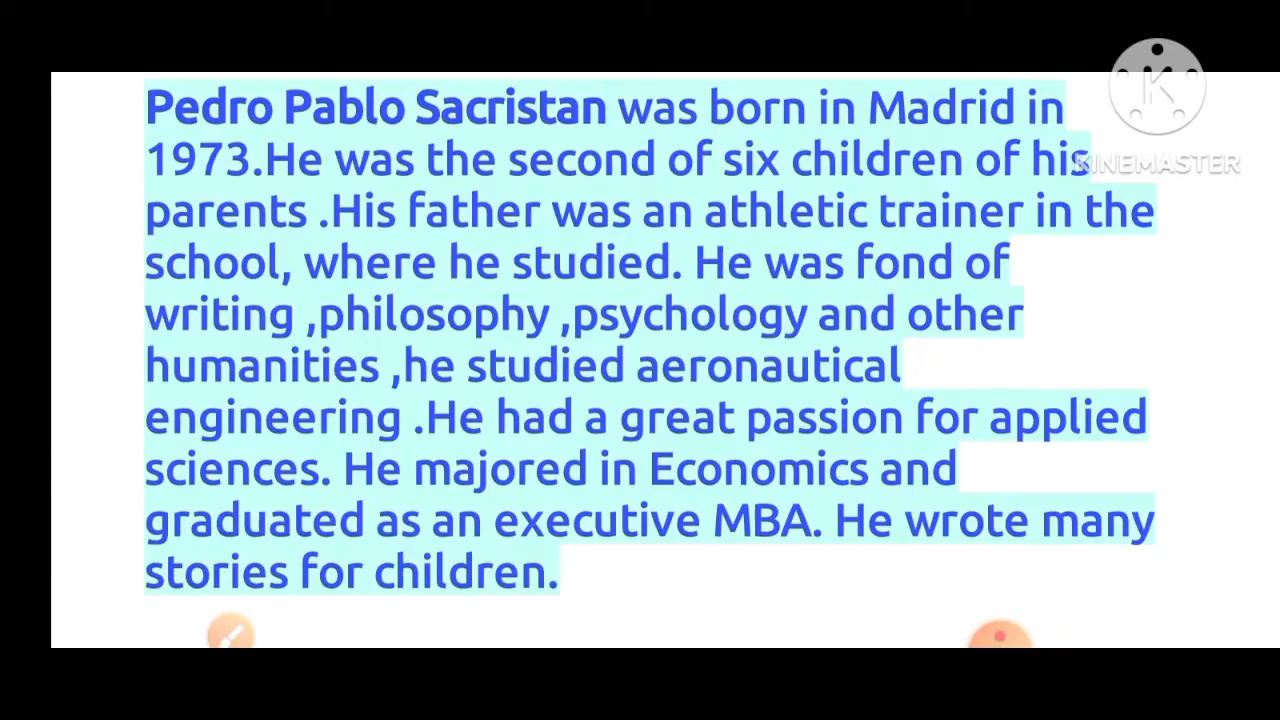 Pedro Pablo Sacristan was born in Madrid in
1973.He was the second of six children of his
parents .His father was an athletic trainer in the
school, where he studied. He was fond of
writing ,philosophy ,psychology and other
humanities ,he studied aeronautical
engineering .He had a great passion for applied
sciences. He majored in Economics and
graduated as an executive MBA. He wrote many
stories for children.
K
KINEMASTER